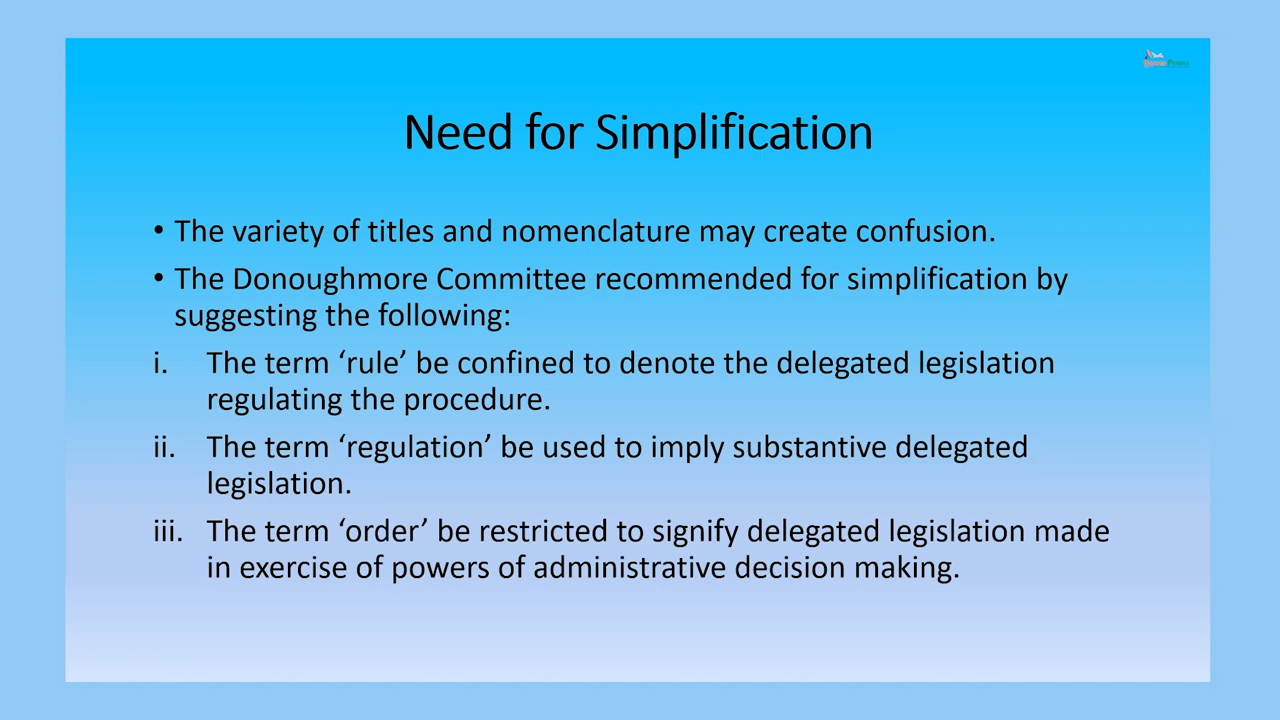 Need for Simplification
• The variety of titles and nomenclature may create confusion.
• The Donoughmore Committee recommended for simplification by
suggesting the following:
i. The term ‘rule’ be confined to denote the delegated legislation
regulating the procedure.
ii. The term ‘regulation’ be used to imply substantive delegated
legislation.
iii. The term ‘order’ be restricted to signify delegated legislation made
in exercise of powers of administrative decision making.